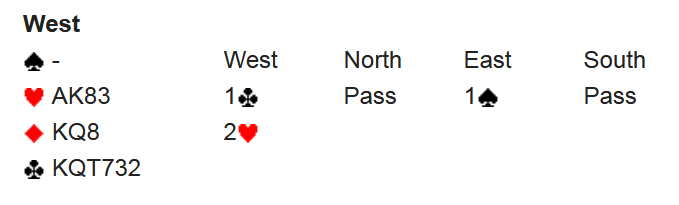 West
♠ - West North East South
♥ AK83 1♣ Pass 1♠ Pass
♦ KQ8 2♥
♣ KQT732